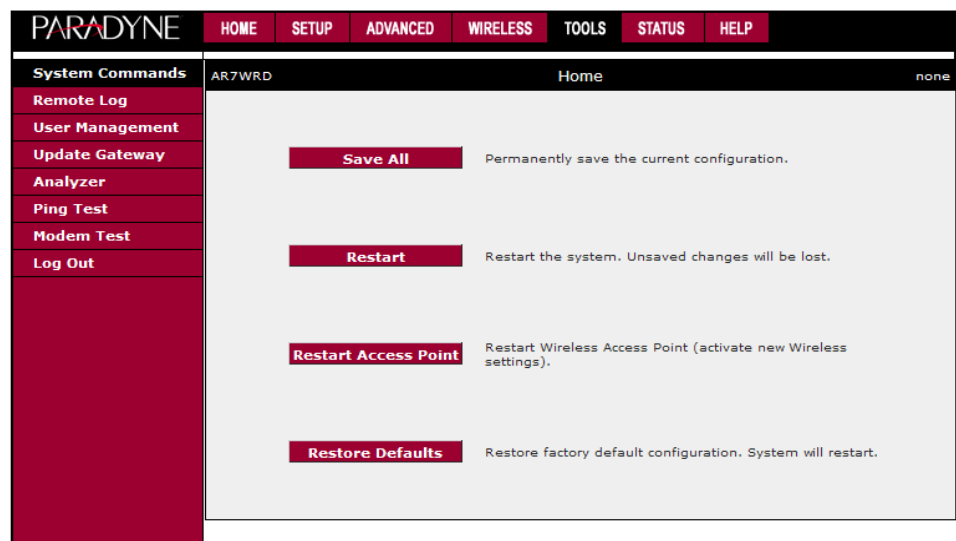 PARADYNE
HOME SETUP ADVANCED WIRELESS TOOLS STATUS HELP
System Commands
Remote Log
User Management
Update Gateway
Analyzer
Ping Test
Modem Test
Log Out
AR7WRD Home none
Save All Permanently save the current configuration.
Restart Restart the system. Unsaved changes will be lost.
Restart Access Point Restart Wireless Access Point (activate new Wireless
settings).
Restore Defaults Restore factory default configuration. System will restart.